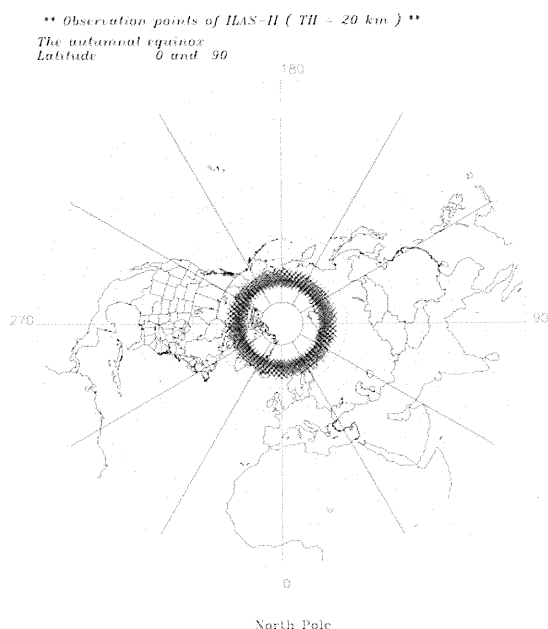 ** Observation points of ILAS-II ( TH = 20 km ) **
The autumnal equinox
Latitude 0 and 90
180
270
90
0
North Pole